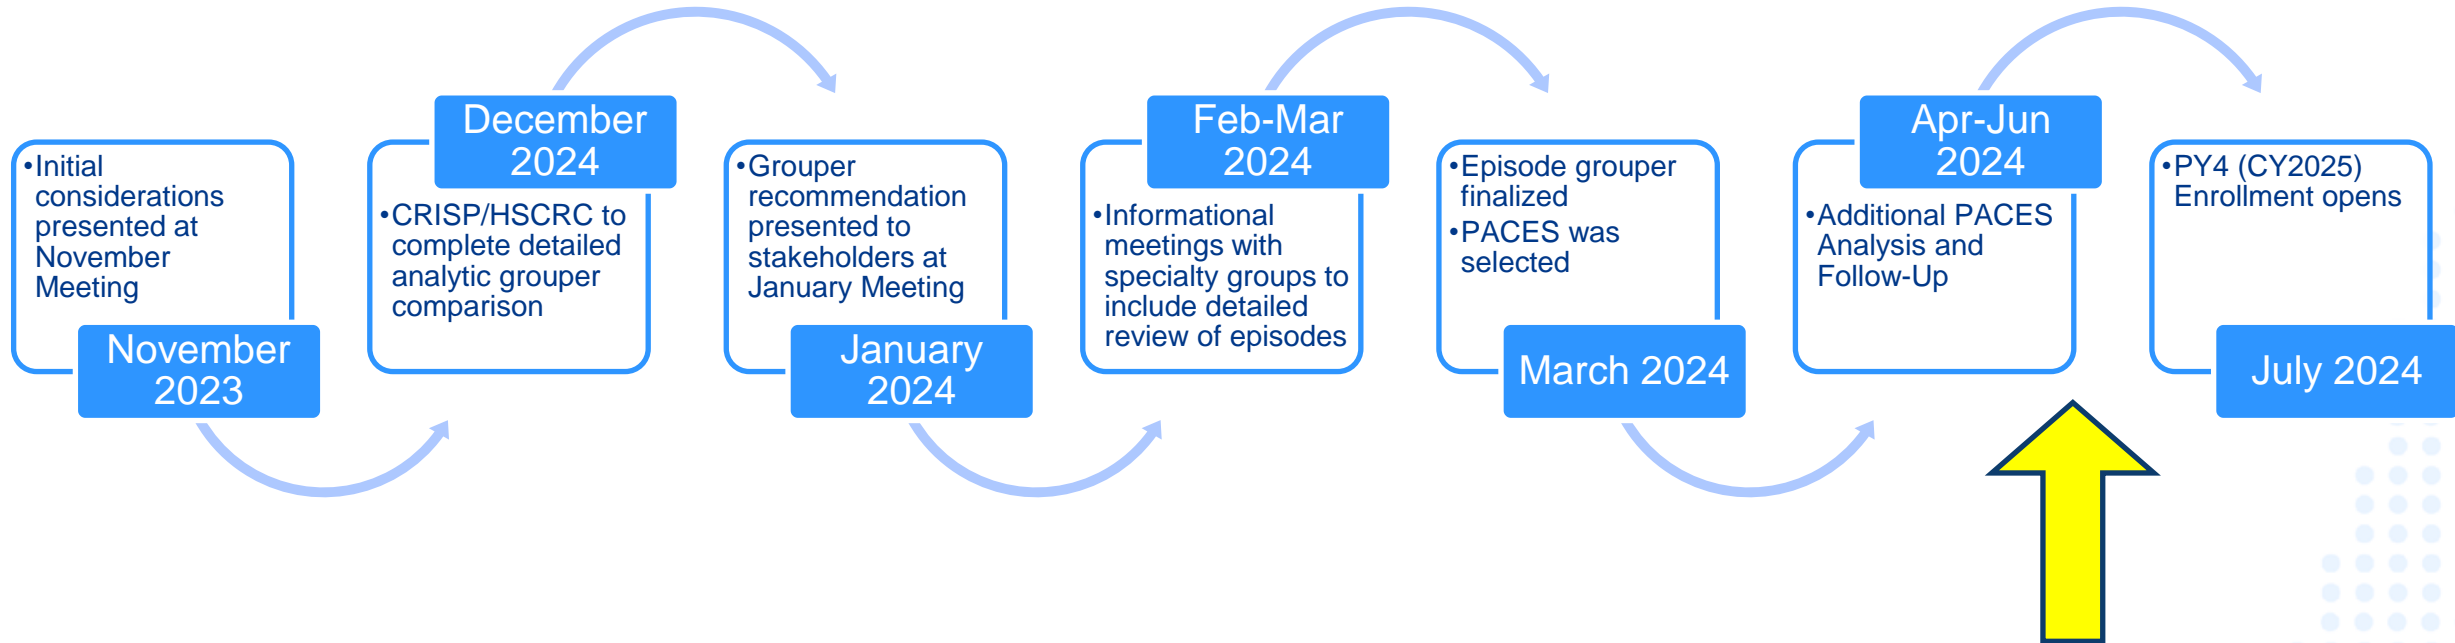 •Initial
considerations
presented at
November
Meeting
November
2023
December
2024
•CRISP/HSCRC to
complete detailed
analytic grouper
comparison
•Grouper
recommendation
presented to
stakeholders at
January Meeting
January
2024
Feb-Mar
2024
•Informational
meetings with
specialty groups to
include detailed
review of episodes
•Episode grouper
finalized
•PACES was
selected
March 2024
Apr-Jun
2024
•Additional PACES
Analysis and
Follow-Up
•PY4 (CY2025)
Enrollment opens
July 2024